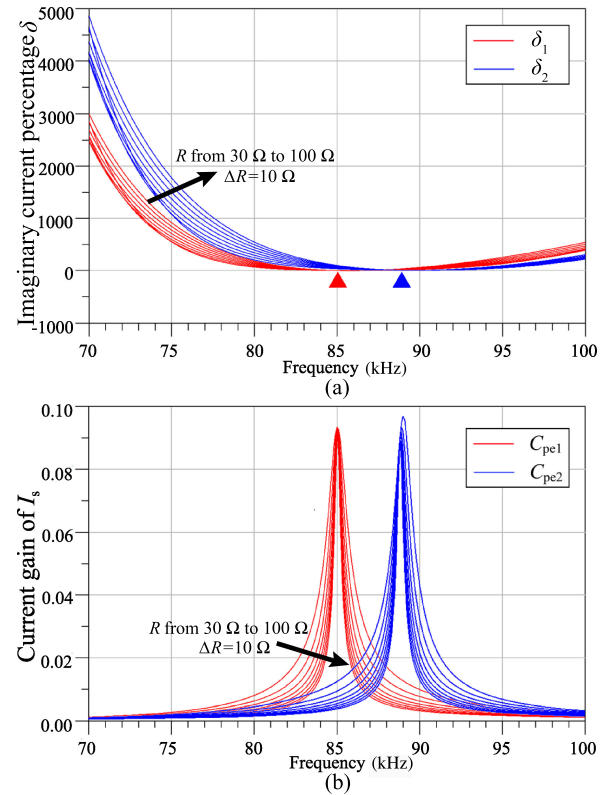 Imaginary current percentage δ
5000
4000
3000
2000
1000
0
-1000
δ1
δ2
R from 30 Ω to 100 Ω
ΔR=10 Ω
70
75
80
85
90
95
100
Frequency (kHz)
(a)
Current gain of Is
0.10
0.08
0.06
0.04
0.02
0.00
Cpe1
Cpe2
R from 30 Ω to 100 Ω
ΔR=10 Ω
70
75
80
85
90
95
100
Frequency (kHz)
(b)